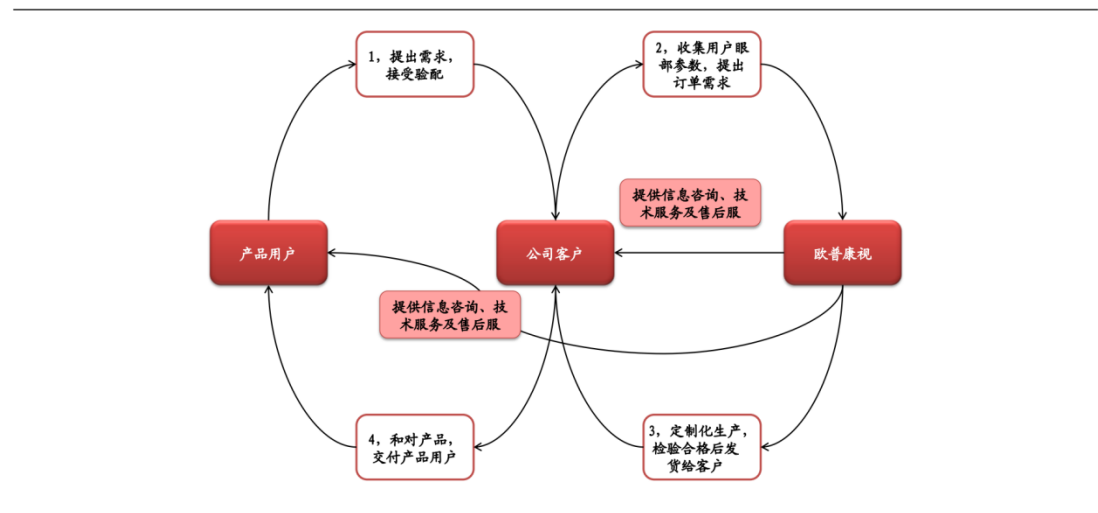 1，提出需求，
接受验配
2，收集用户眼
部参数，提出
订单需求
提供信息咨询、技
术服务及售后服
产品用户
公司客户
欧普康视
提供信息咨询、技
术服务及售后服
4，和对产品，
交付产品用户
3，定制化生产，
检验合格后发
货给客户